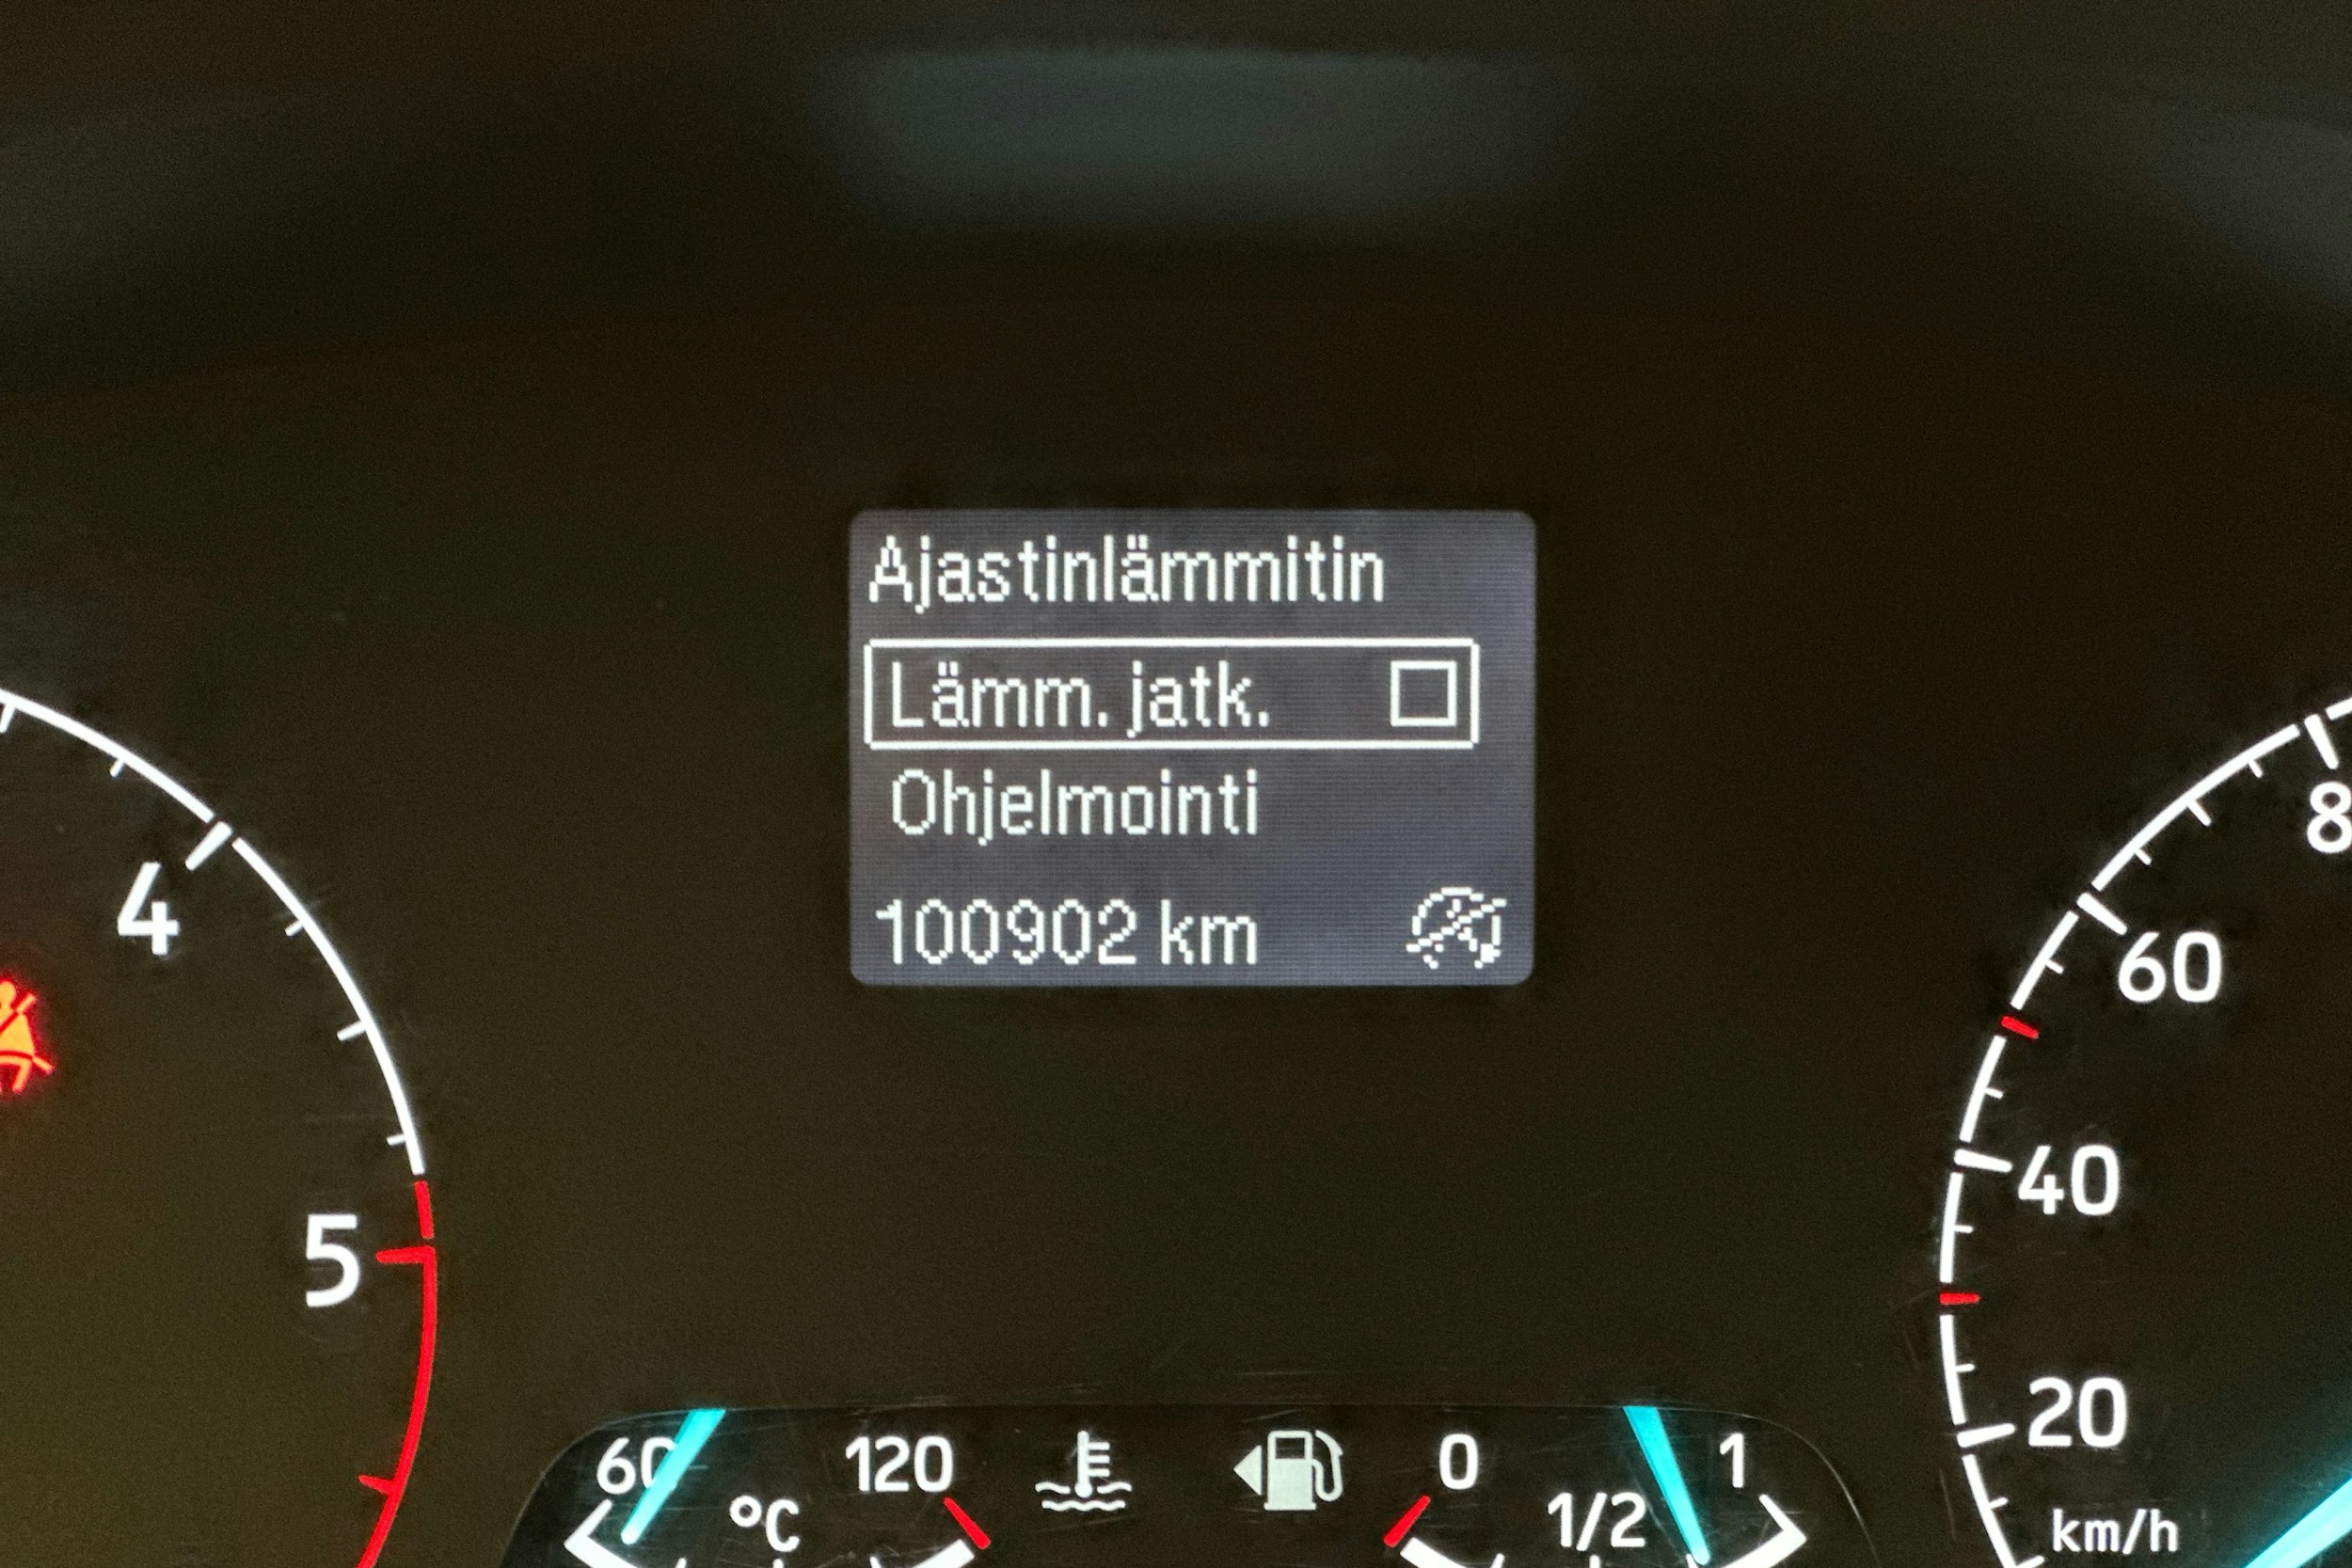 Ajastinlämmitin
Lämm. jatk.
Ohjelmointi
100902 km
4
5
8
60
40
20
km/h
60
120
°C
0
1/2
1